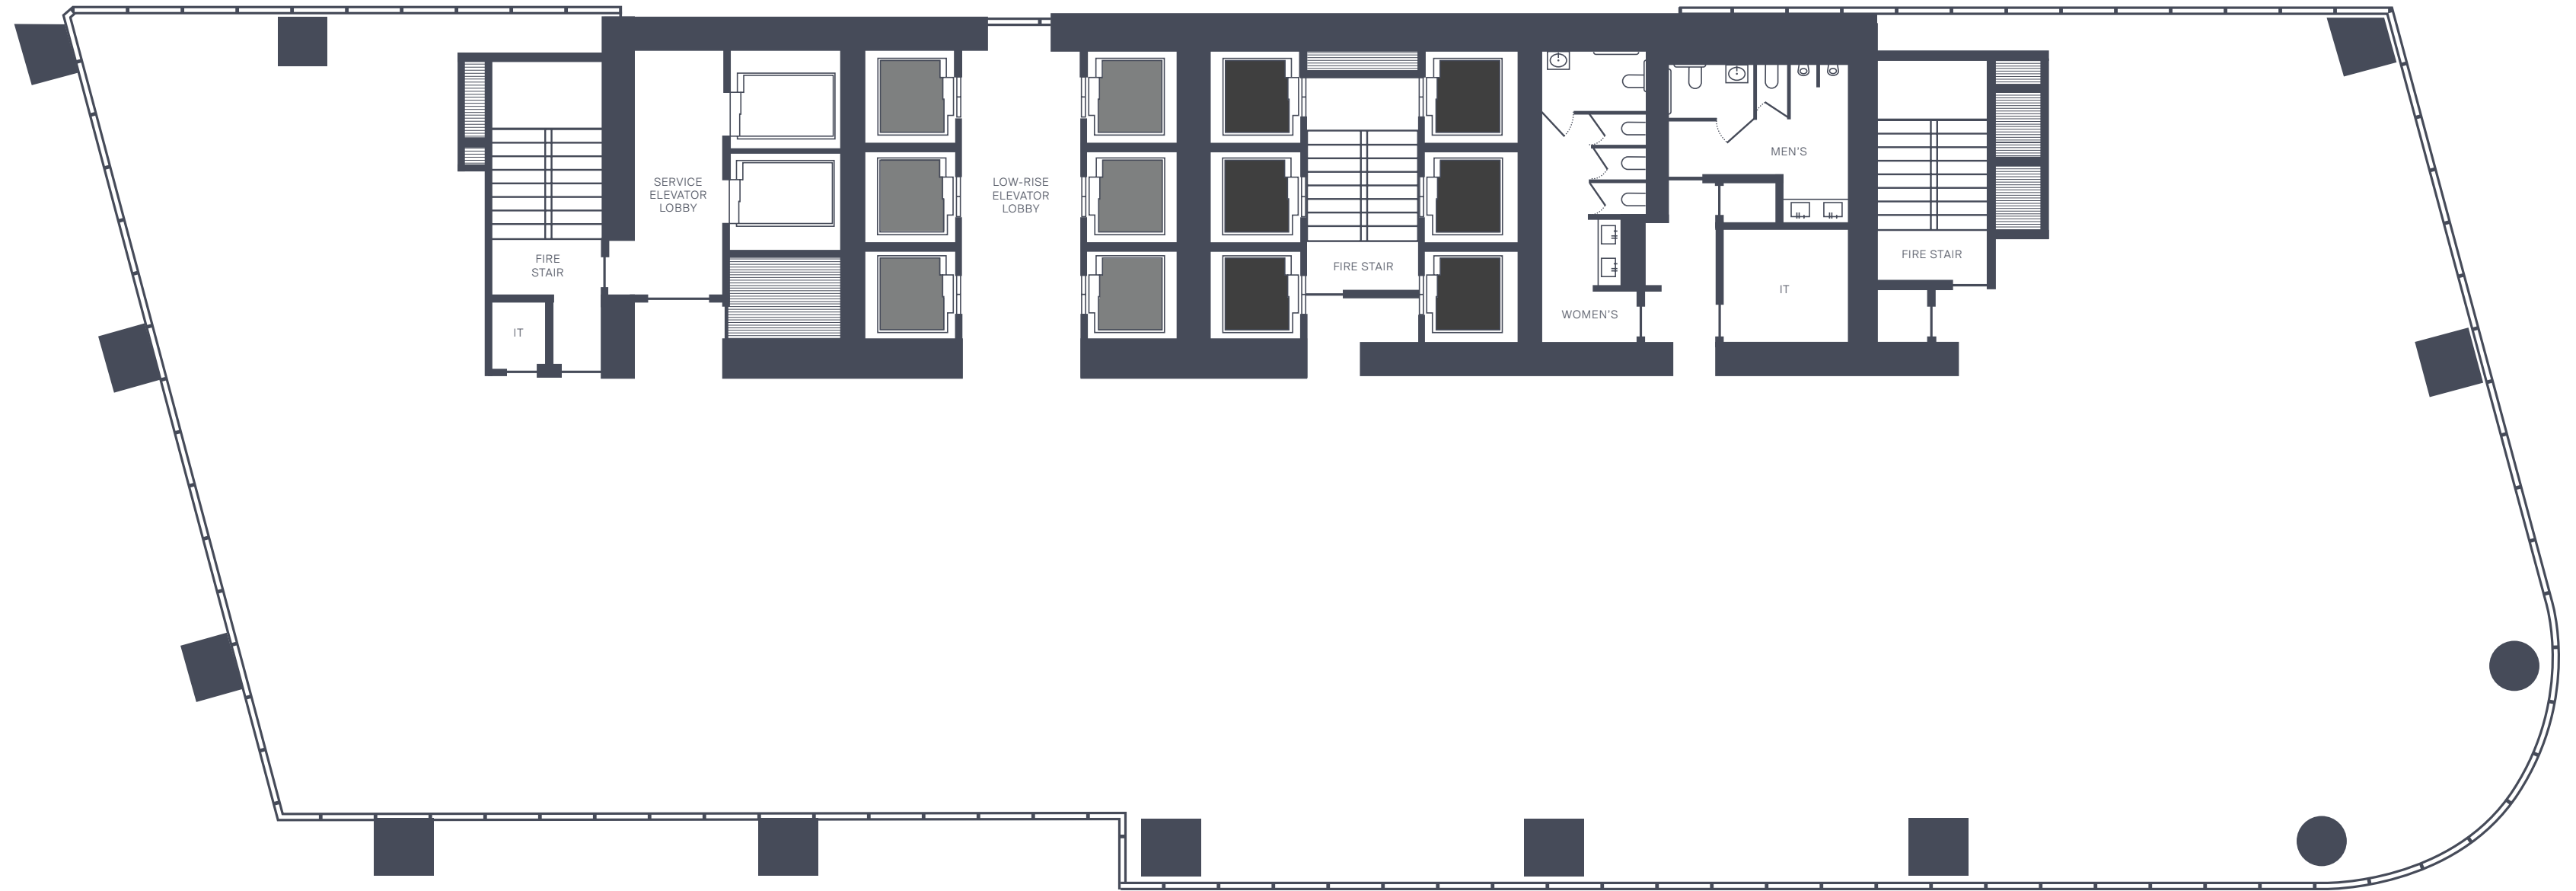 SERVICE
ELEVATOR
LOBBY
LOW-RISE
ELEVATOR
LOBBY
MEN'S
FIRE
STAIR
FIRE STAIR
FIRE STAIR
IT
WOMEN'S
IT